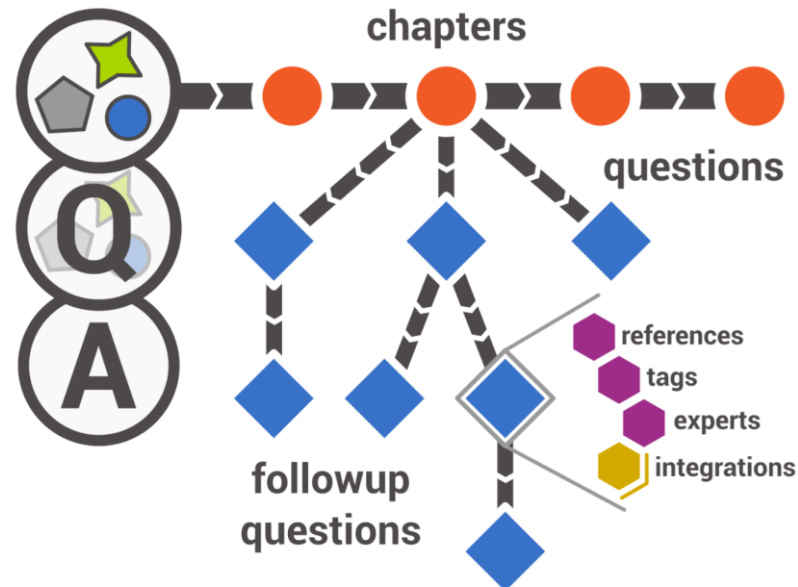 chapters
questions
Q
A
references
tags
experts
integrations
followup
questions